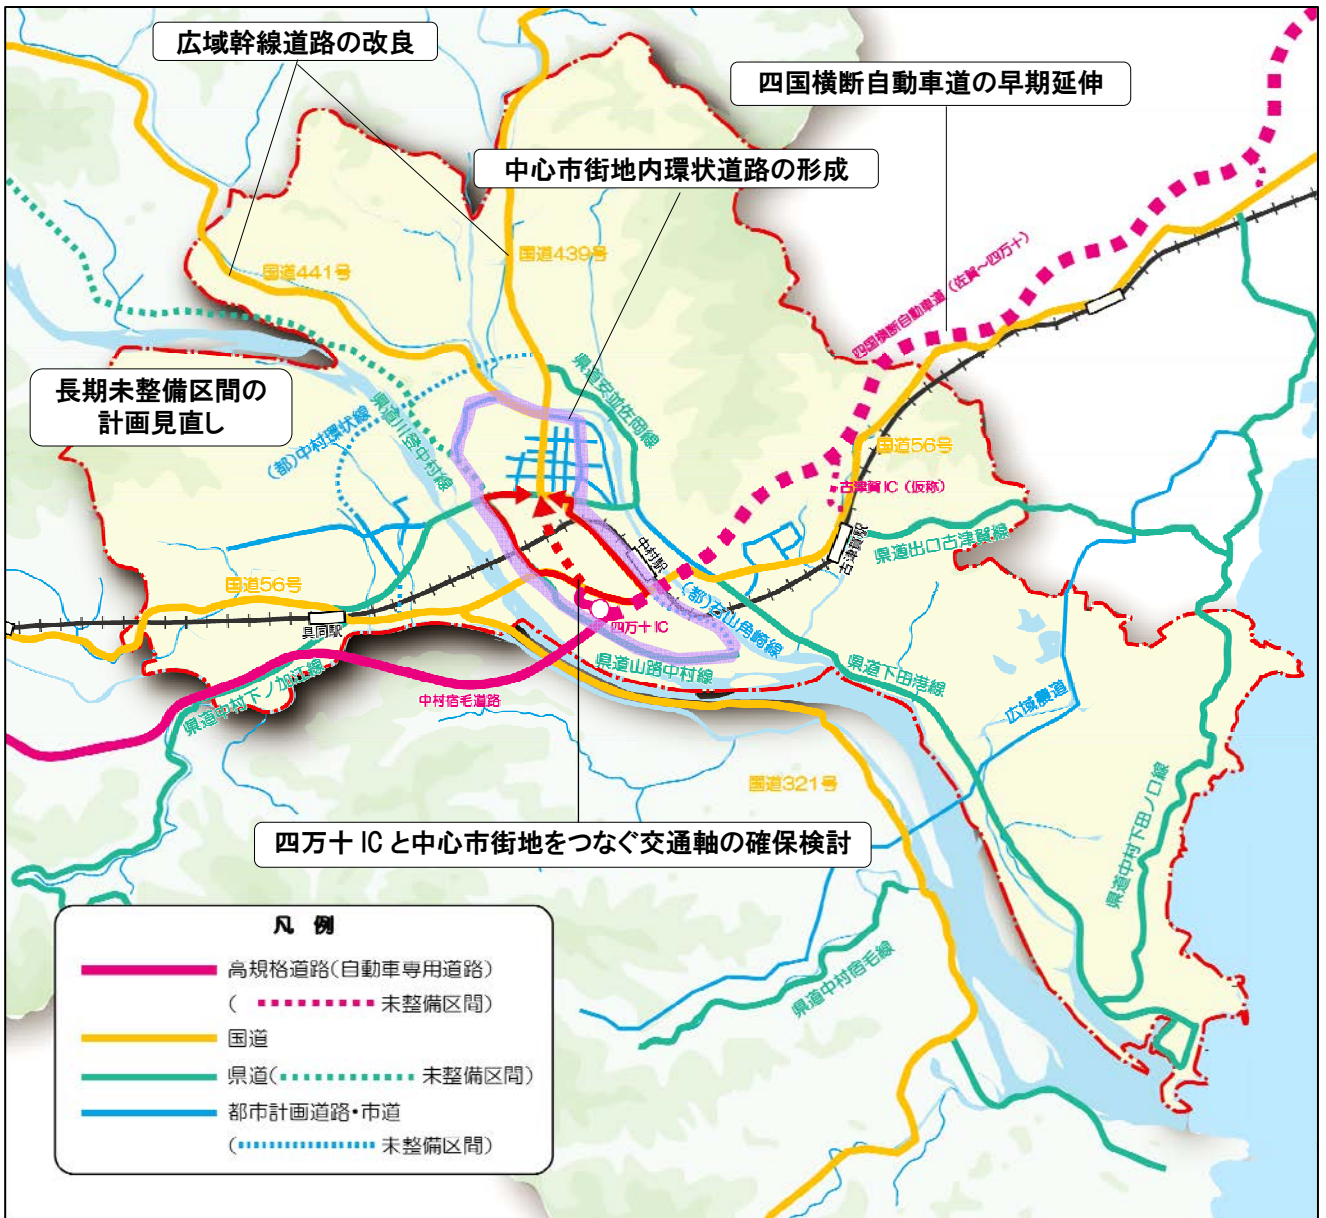 広域幹線道路の改良
四国横断自動車道の早期延伸
中心市街地内環状道路の形成
国道439号
国道441号
四国横断自動車道（佐賀～四万十）
長期未整備区間の
計画見直し
県道安並佐岡線
県道川登中村線
(都)中村環状線
国道56号
古津賀IC（仮称）
古津賀駅
県道出口古津賀線
中村駅
国道56号
具同駅
(都)右山角崎線
四万十IC
県道山路中村線
県道下田港線
県道中村下ノ加江線
中村宿毛道路
広域農道
国道321号
県道中村下田ノ口線
四万十ICと中心市街地をつなぐ交通軸の確保検討
県道中村宿毛線
凡 例
高規格道路(自動車専用道路)
( 未整備区間)
国道
県道( 未整備区間)
都市計画道路・市道
( 未整備区間)